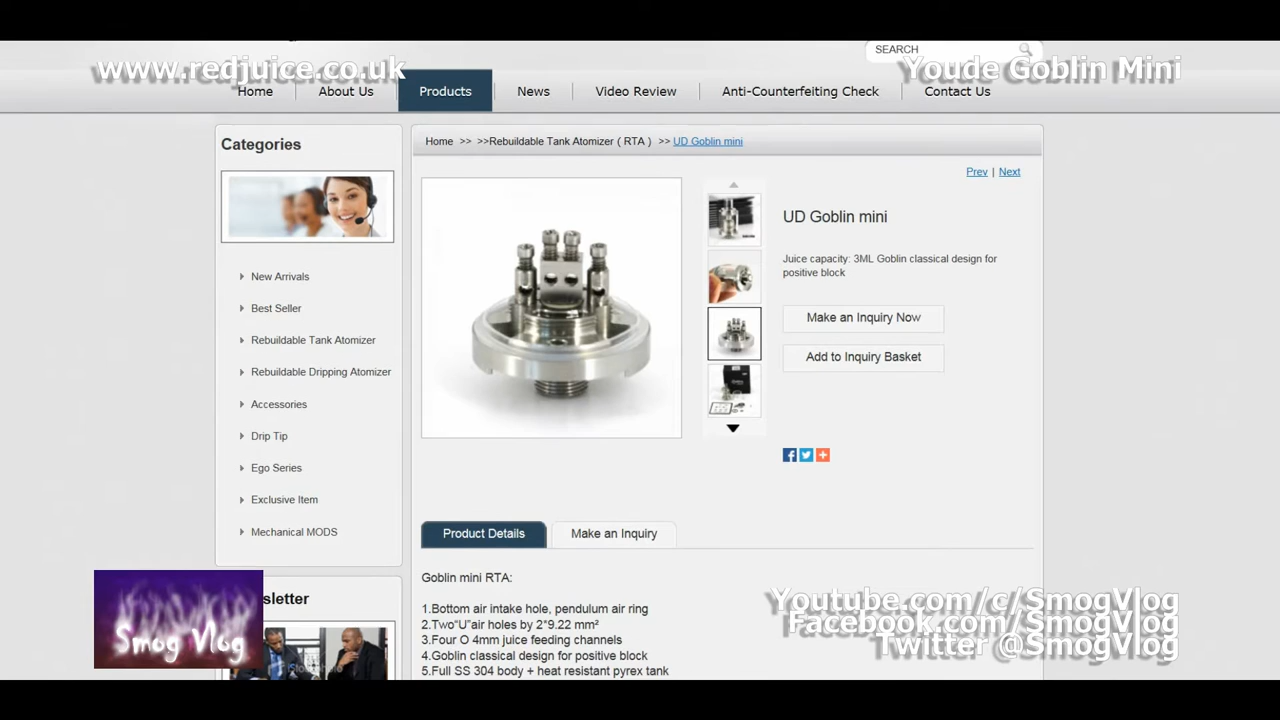 www.redjuice.co.uk
Youde Goblin Mini
SEARCH
Home
About Us
Products
News
Video Review
Anti-Counterfeiting Check
Contact Us
Categories
New Arrivals
Best Seller
Rebuildable Tank Atomizer
Rebuildable Dripping Atomizer
Accessories
Drip Tip
Ego Series
Exclusive Item
Mechanical MODS
sletter
Home >> >>Rebuildable Tank Atomizer ( RTA ) >> UD Goblin mini
Prev | Next
UD Goblin mini
Juice capacity: 3ML Goblin classical design for
positive block
Make an Inquiry Now
Add to Inquiry Basket
Product Details
Make an Inquiry
Goblin mini RTA:
1.Bottom air intake hole, pendulum air ring
2.Two“U”air holes by 2*9.22 mm²
3.Four O 4mm juice feeding channels
4.Goblin classical design for positive block
5.Full SS 304 body + heat resistant pyrex tank
Smog Vlog
Youtube.com/c/SmogVlog
Facebook.com/SmogVlog
Twitter @SmogVlog